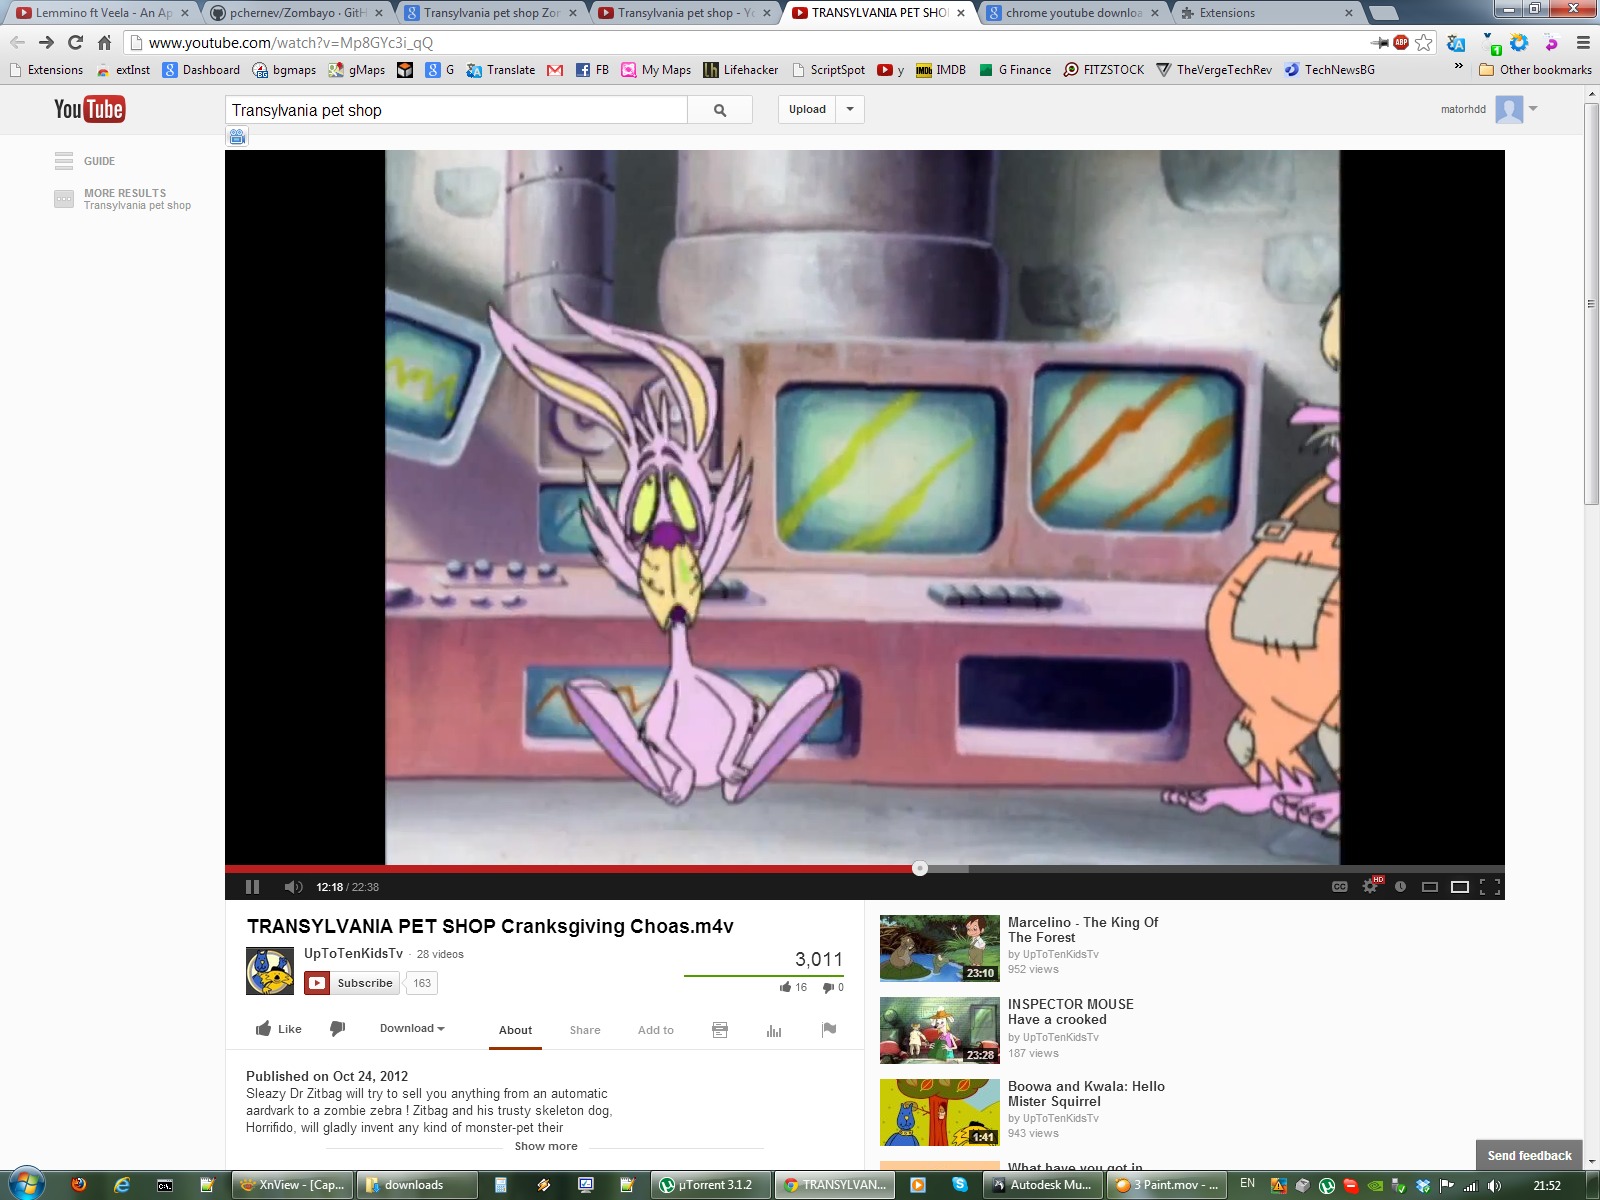 Lemmino ft Veela - An Ap
pchernev/Zombayo · GitH
Transylvania pet shop Zor
Transylvania pet shop - Yo
TRANSYLVANIA PET SHO
chrome youtube downloa
Extensions
www.youtube.com/watch?v=Mp8GYc3i_qQ
ABP
1
Extensions
extInst
Dashboard
bgmaps
gMaps
G
Translate
FB
My Maps
Lifehacker
ScriptSpot
y
IMDb IMDB
G Finance
FITZSTOCK
TheVergeTechRev
TechNewsBG
»
Other bookmarks
YouTube
Transylvania pet shop
Upload
matorhdd
GUIDE
MORE RESULTS
Transylvania pet shop
12:18 / 22:38
CC
HD
TRANSYLVANIA PET SHOP Cranksgiving Choas.m4v
UpToTenKidsTv · 28 videos
Subscribe
163
3,011
16
0
Like
Download
About
Share
Add to
Published on Oct 24, 2012
Sleazy Dr Zitbag will try to sell you anything from an automatic
aardvark to a zombie zebra ! Zitbag and his trusty skeleton dog,
Horrifido, will gladly invent any kind of monster-pet their
Show more
23:10
Marcelino - The King Of
The Forest
by UpToTenKidsTv
952 views
23:28
INSPECTOR MOUSE
Have a crooked
by UpToTenKidsTv
187 views
1:41
Boowa and Kwala: Hello
Mister Squirrel
by UpToTenKidsTv
943 views
What have you got in
Send feedback
XnView - [Cap...
downloads
µTorrent 3.1.2
TRANSYLVAN...
Autodesk Mu...
3 Paint.mov - ...
EN
21:52